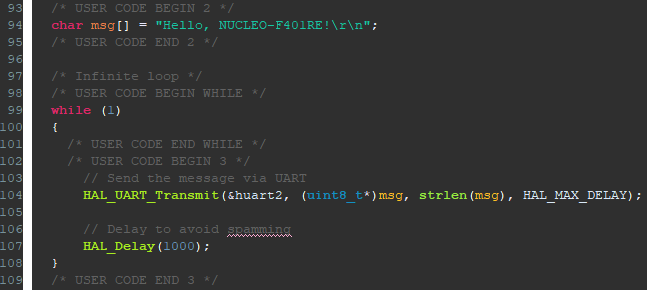 93 /* USER CODE BEGIN 2 */
94 char msg[] = "Hello, NUCLEO-F401RE!\r\n";
95 /* USER CODE END 2 */
96
97 /* Infinite loop */
98 /* USER CODE BEGIN WHILE */
99 while (1)
100 {
101 /* USER CODE END WHILE */
102 /* USER CODE BEGIN 3 */
103 // Send the message via UART
104 HAL_UART_Transmit(&huart2, (uint8_t*)msg, strlen(msg), HAL_MAX_DELAY);
105
106 // Delay to avoid spamming
107 HAL_Delay(1000);
108 }
109 /* USER CODE END 3 */